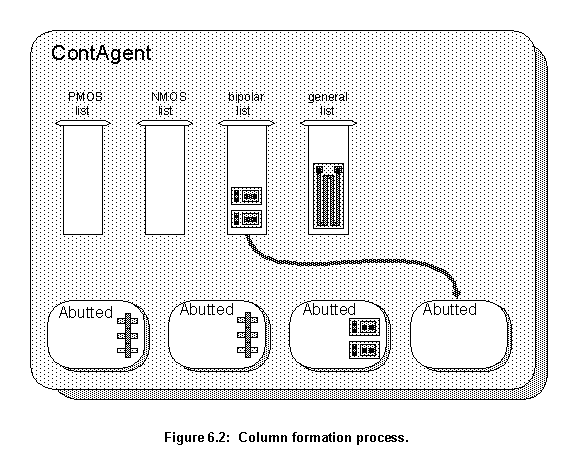 ContAgent
PMOS list
NMOS list
bipolar list
general list
Abutted
Abutted
Abutted
Abutted
Figure 6.2: Column formation process.